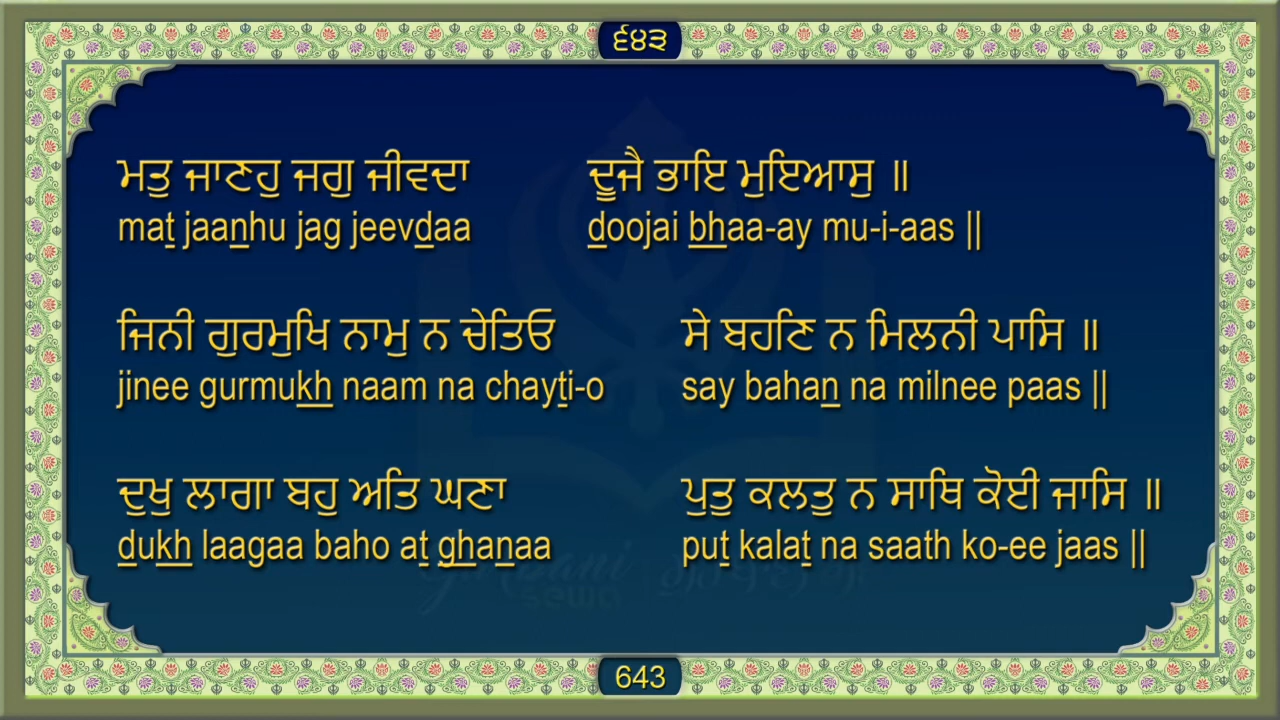 ੬੪੩
ਮਤੁ ਜਾਣਹੁ ਜਗੁ ਜੀਵਦਾ ਦੂਜੈ ਭਾਇ ਮੁਇਆਸੁ ॥
mat jaanhu jag jeevdaa doojai bhaa-ay mu-i-aas ||
ਜਿਨੀ ਗੁਰਮੁਖਿ ਨਾਮੁ ਨ ਚੇਤਿਓ ਸੇ ਬਹਣਿ ਨ ਮਿਲਨੀ ਪਾਸਿ ॥
jinee gurmukh naam na chayti-o say bahan na milnee paas ||
ਦੁਖੁ ਲਾਗਾ ਬਹੁ ਅਤਿ ਘਣਾ ਪੁਤੁ ਕਲਤੁ ਨ ਸਾਥਿ ਕੋਈ ਜਾਸਿ ॥
dukh laagaa baho at ghanaa put kalat na saath ko-ee jaas ||
643